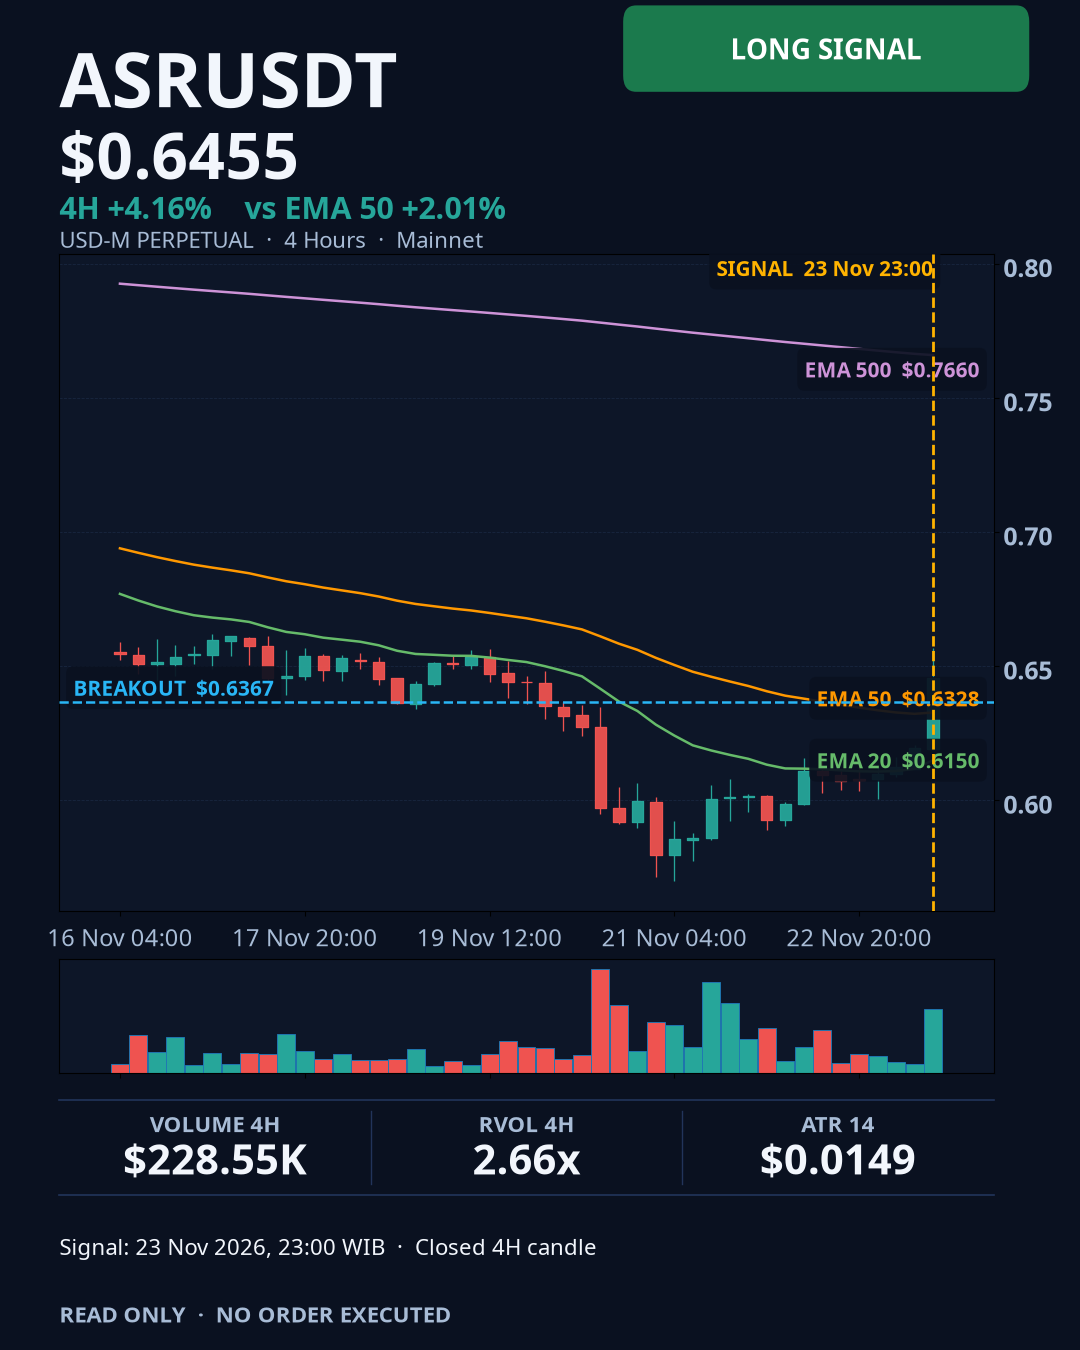 LONG SIGNAL
ASRUSDT
$0.6455
4H +4.16% vs EMA 50 +2.01%
USD-M PERPETUAL · 4 Hours · Mainnet
SIGNAL 23 Nov 23:00
0.80
EMA 500 $0.7660
0.75
0.70
0.65
BREAKOUT $0.6367
EMA 50 $0.6328
EMA 20 $0.6150
0.60
16 Nov 04:00 17 Nov 20:00 19 Nov 12:00 21 Nov 04:00 22 Nov 20:00
VOLUME 4H RVOL 4H ATR 14
$228.55K 2.66x $0.0149
Signal: 23 Nov 2026, 23:00 WIB · Closed 4H candle
READ ONLY · NO ORDER EXECUTED